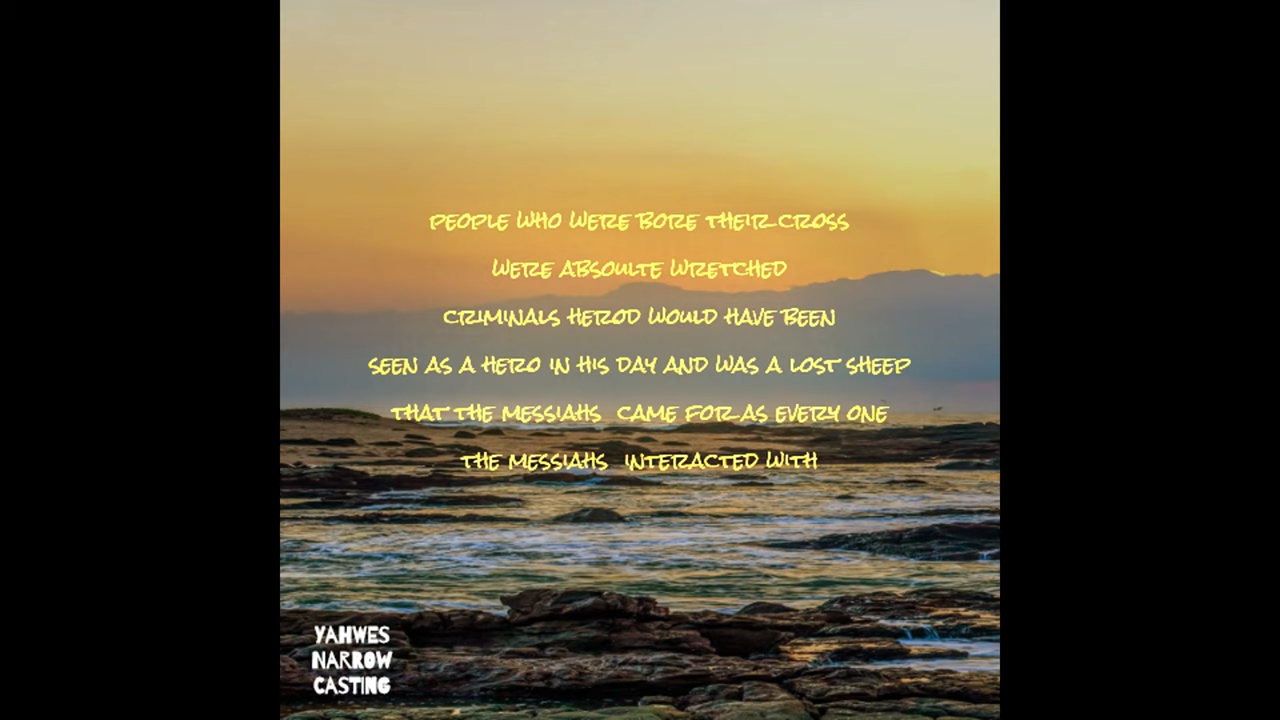 PEOPLE WHO WERE BORE THEIR CROSS
WERE ABSOULTE WRETCHED
CRIMINALS HEROD WOULD HAVE BEEN
SEEN AS A HERO IN HIS DAY AND WAS A LOST SHEEP
THAT THE MESSIAHS CAME FOR AS EVERY ONE
THE MESSIAHS INTERACTED WITH
YAHWES
NARROW
CASTING